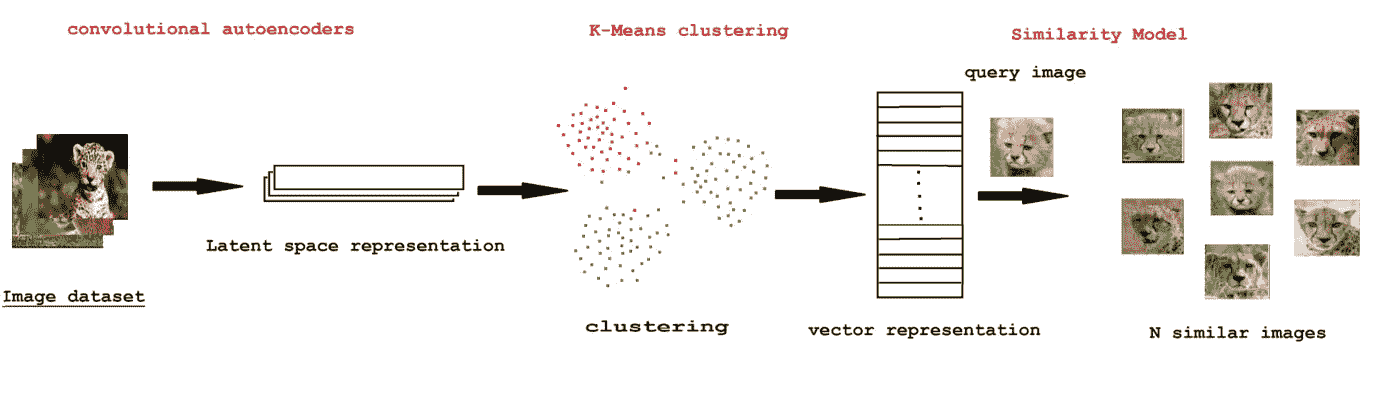 convolutional autoencoders
K-Means clustering
Similarity Model
query image
Latent space representation
Image dataset
clustering
vector representation
N similar images